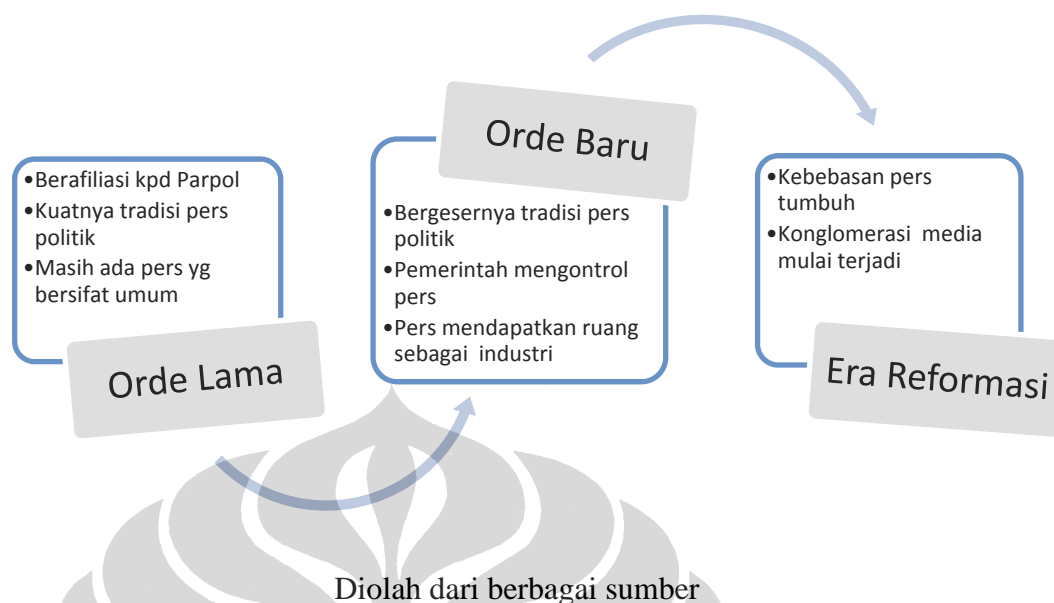 •Berafiliasi kpd Parpol
•Kuatnya tradisi pers
politik
•Masih ada pers yg
bersifat umum
Orde Lama
Orde Baru
•Bergesernya tradisi pers
politik
•Pemerintah mengontrol
pers
•Pers mendapatkan ruang
sebagai industri
•Kebebasan pers
tumbuh
•Konglomerasi media
mulai terjadi
Era Reformasi
Diolah dari berbagai sumber